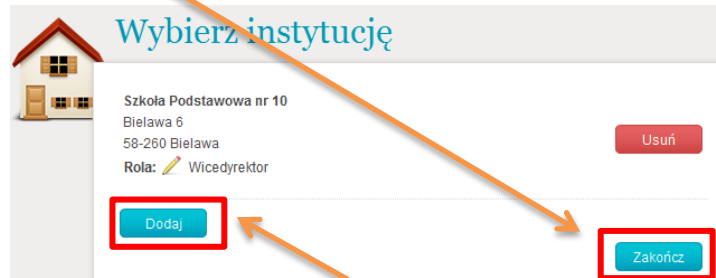 Wybierz instytucję
Szkoła Podstawowa nr 10
Bielawa 6
58-260 Bielawa
Usuń
Rola: Wicedyrektor
Dodaj
Zakończ